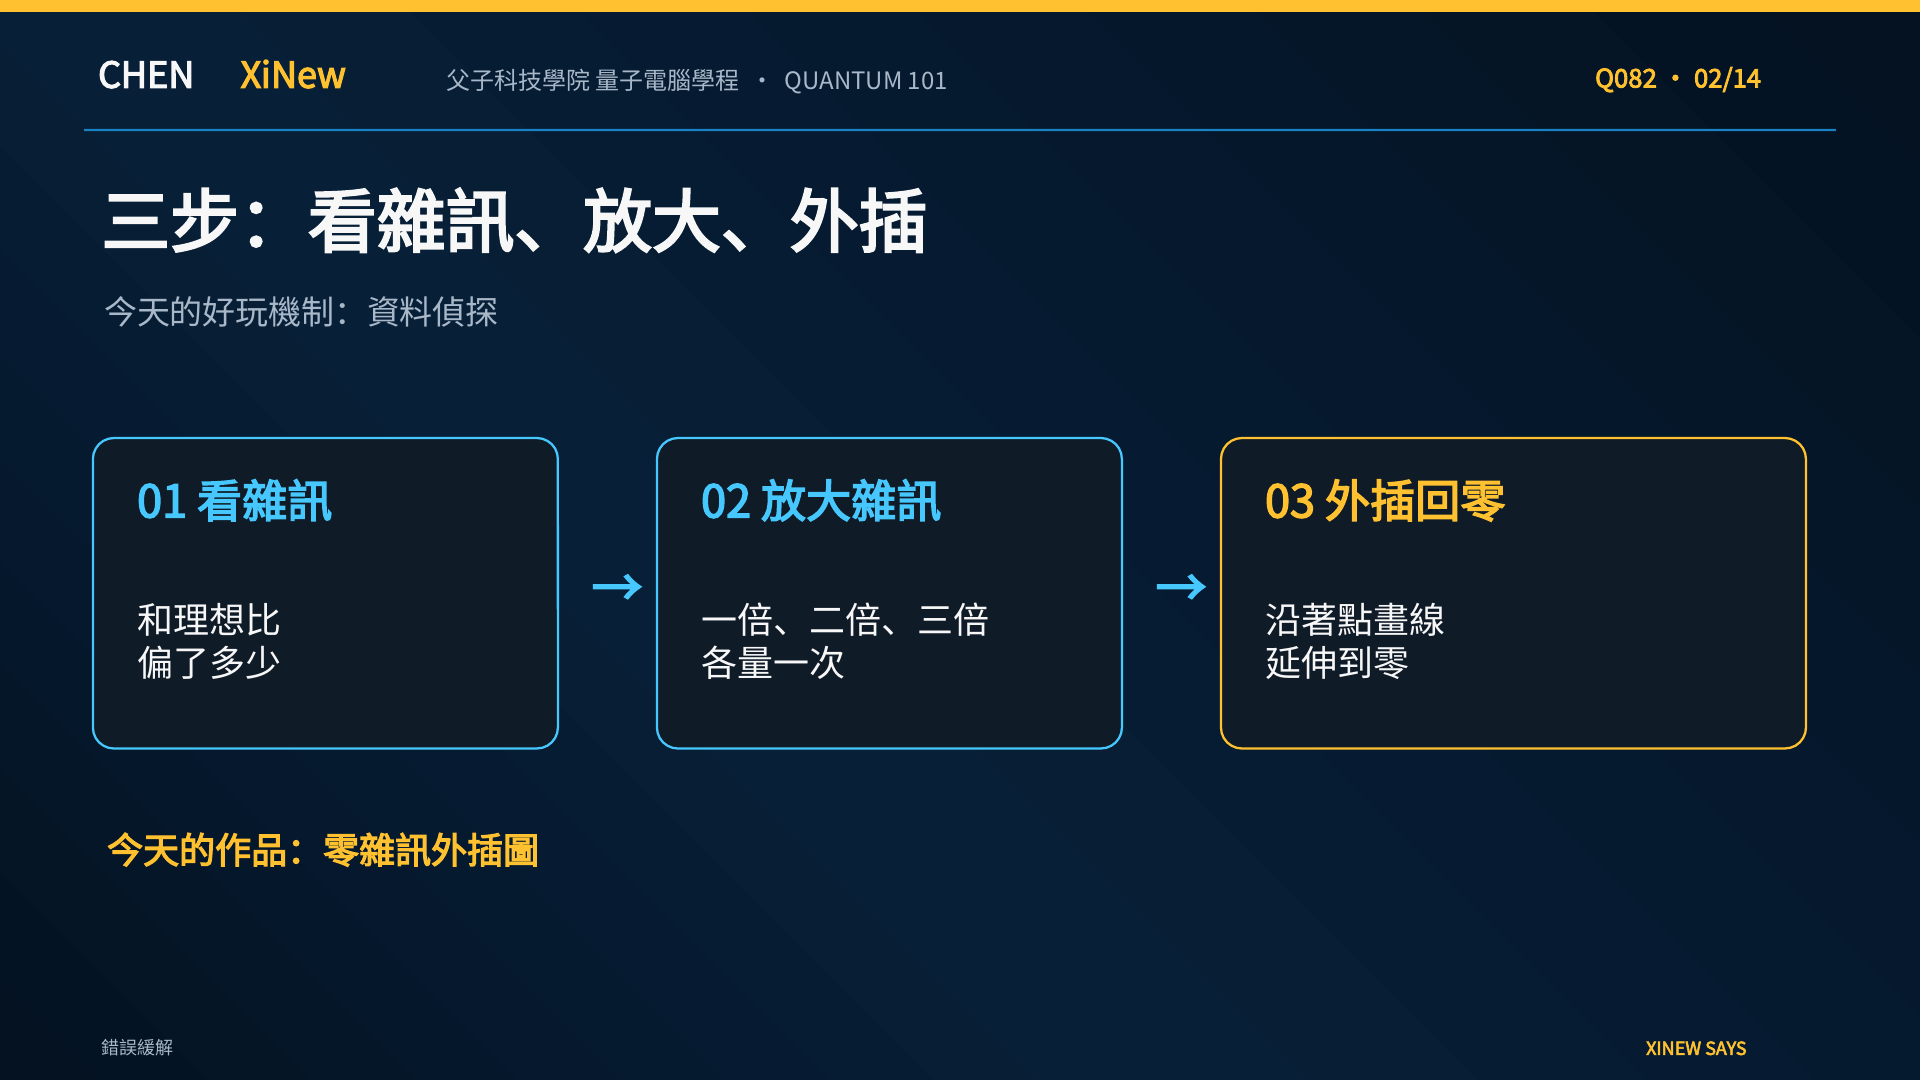 CHEN XiNew 父子科技學院 量子電腦學程 · QUANTUM 101 Q082 · 02/14
三步：看雜訊、放大、外插
今天的好玩機制：資料偵探
01 看雜訊
和理想比
偏了多少
→
02 放大雜訊
一倍、二倍、三倍
各量一次
→
03 外插回零
沿著點畫線
延伸到零
今天的作品：零雜訊外插圖
錯誤緩解
XINEW SAYS